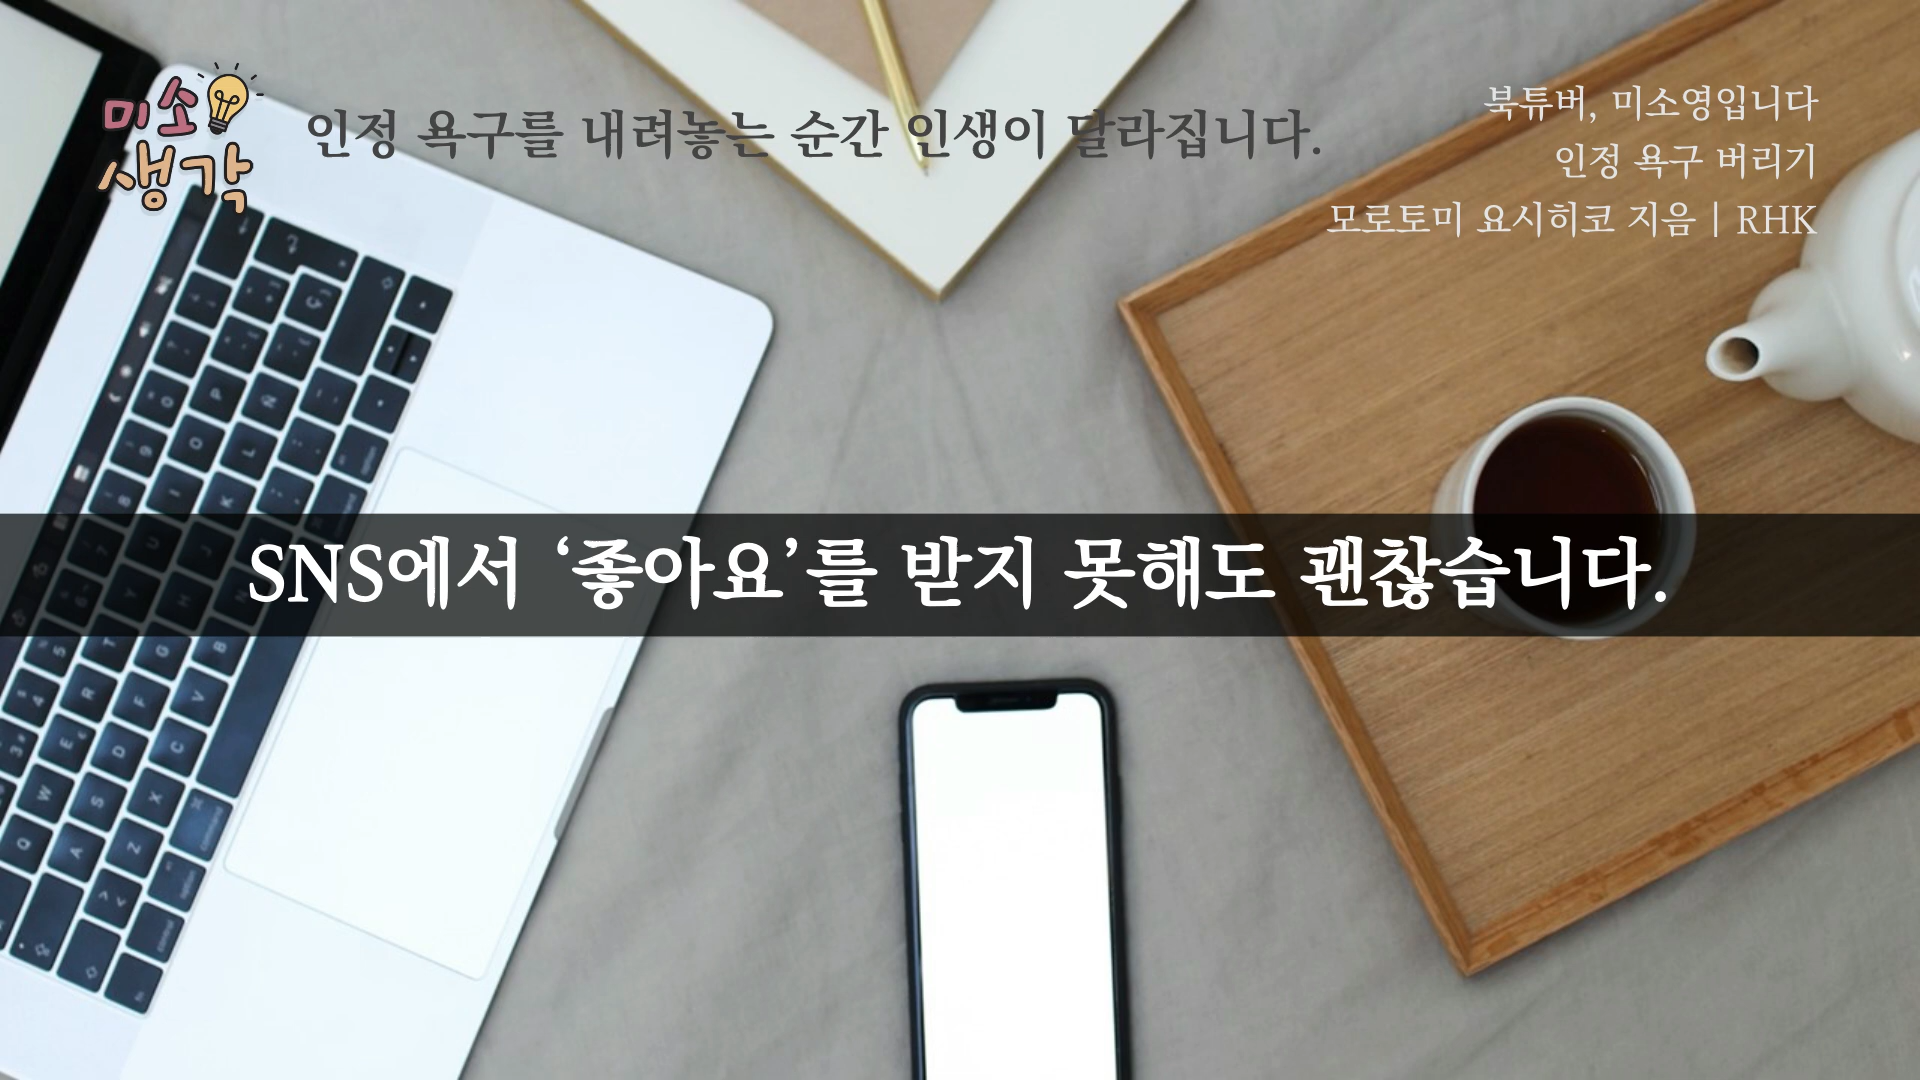 미소
생각
인정 욕구를 내려놓는 순간 인생이 달라집니다.
북튜버, 미소영입니다
인정 욕구 버리기
모로토미 요시히코 지음 | RHK
SNS에서 ‘좋아요’를 받지 못해도 괜찮습니다.